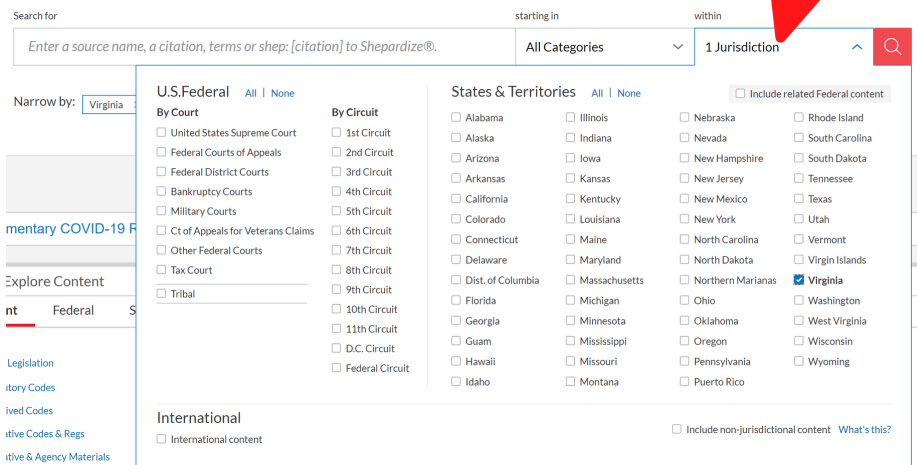 Search for
starting in
within
Enter a source name, a citation, terms or shep: [citation] to Shepardize®.
All Categories
1 Jurisdiction
Narrow by:
Virginia
U.S.Federal All | None
By Court
United States Supreme Court
Federal Courts of Appeals
Federal District Courts
Bankruptcy Courts
Military Courts
Ct of Appeals for Veterans Claims
Other Federal Courts
Tax Court
Tribal
By Circuit
1st Circuit
2nd Circuit
3rd Circuit
4th Circuit
5th Circuit
6th Circuit
7th Circuit
8th Circuit
9th Circuit
10th Circuit
11th Circuit
D.C. Circuit
Federal Circuit
States & Territories All | None
Include related Federal content
Alabama
Alaska
Arizona
Arkansas
California
Colorado
Connecticut
Delaware
Dist. of Columbia
Florida
Georgia
Guam
Hawaii
Idaho
Illinois
Indiana
Iowa
Kansas
Kentucky
Louisiana
Maine
Maryland
Massachusetts
Michigan
Minnesota
Mississippi
Missouri
Montana
Nebraska
Nevada
New Hampshire
New Jersey
New Mexico
New York
North Carolina
North Dakota
Northern Marianas
Ohio
Oklahoma
Oregon
Pennsylvania
Puerto Rico
Rhode Island
South Carolina
South Dakota
Tennessee
Texas
Utah
Vermont
Virgin Islands
Virginia
Washington
West Virginia
Wisconsin
Wyoming
International
International content
Include non-jurisdictional content What's this?
mentary COVID-19 R
Explore Content
nt Federal S
Legislation
utory Codes
ived Codes
ative Codes & Regs
ative & Agency Materials